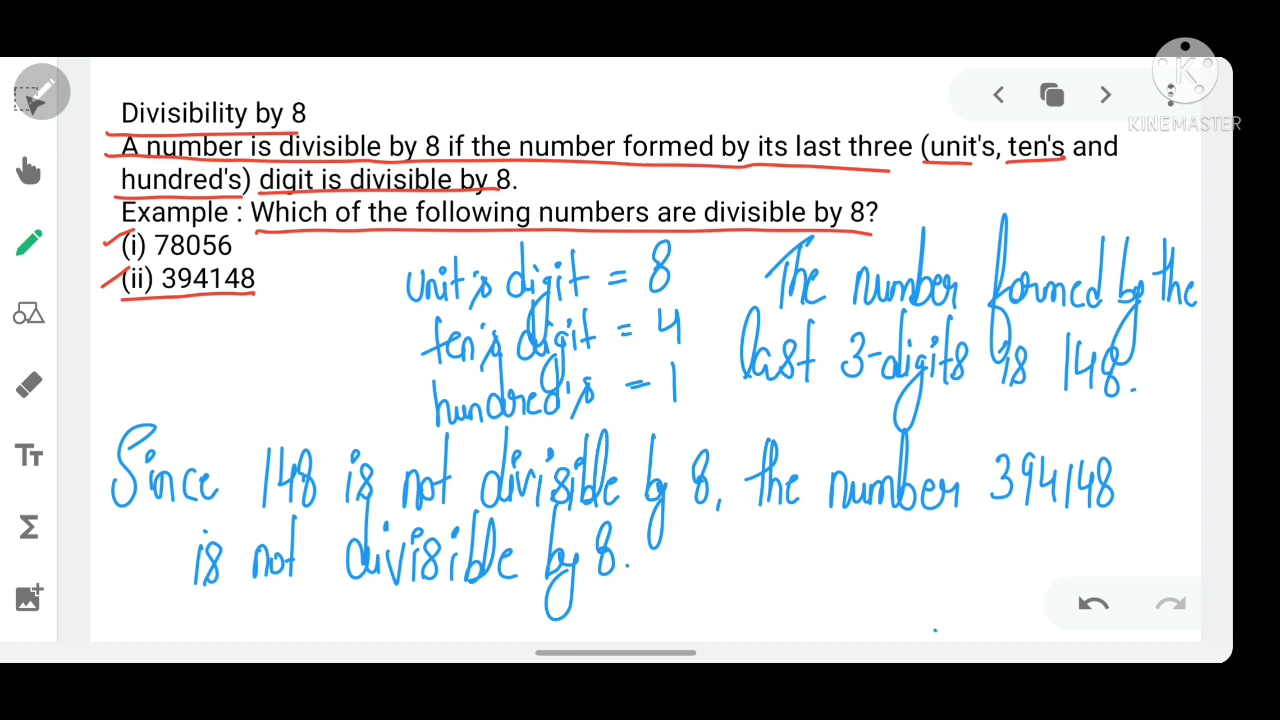 KINEMASTER
Divisibility by 8
A number is divisible by 8 if the number formed by its last three (unit's, ten's and
hundred's) digit is divisible by 8.
Example : Which of the following numbers are divisible by 8?
(i) 78056
(ii) 394148
unit's digit = 8
ten's digit = 4
hundred's = 1
The number formed by the
last 3-digits is 148.
Since 148 is not divisible by 8, the number 394148
is not divisible by 8.